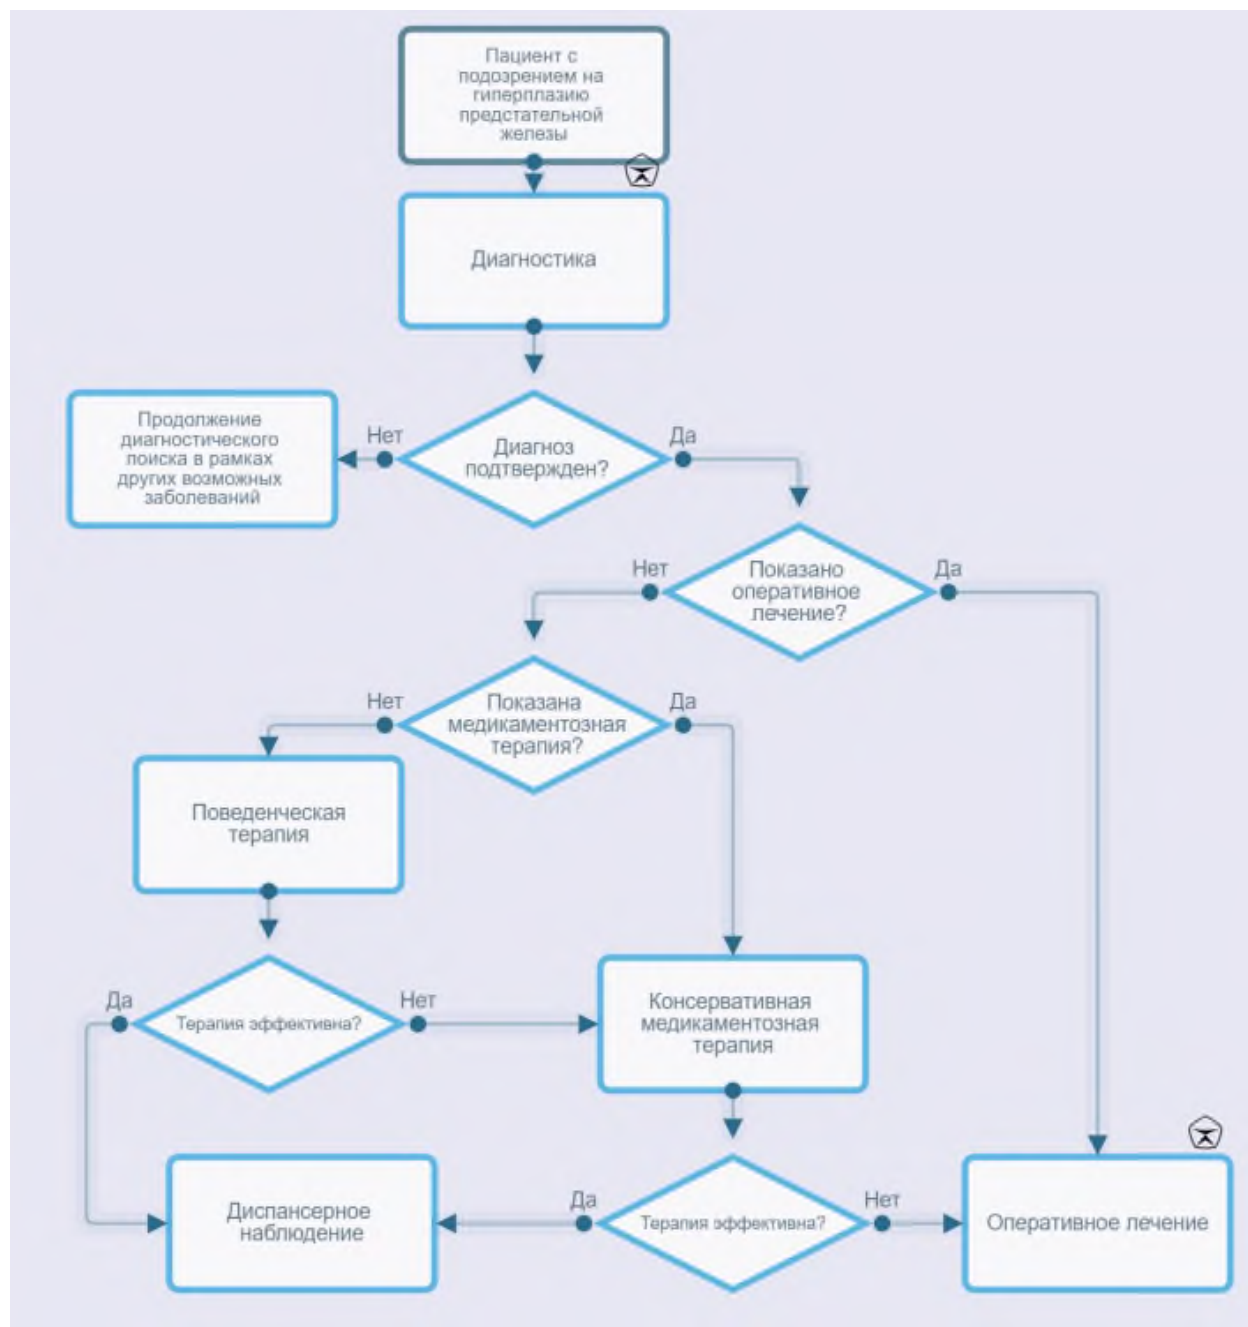 Пациент с
подозрением на
гиперплазию
предстательной
железы
Диагностика
Диагноз
подтвержден?
Нет
Да
Продолжение
диагностического
поиска в рамках
других возможных
заболеваний
Показано
оперативное
лечение?
Нет
Да
Показана
медикаментозная
терапия?
Нет
Да
Поведенческая
терапия
Терапия эффективна?
Да
Нет
Консервативная
медикаментозная
терапия
Диспансерное
наблюдение
Да
Терапия эффективна?
Нет
Оперативное лечение